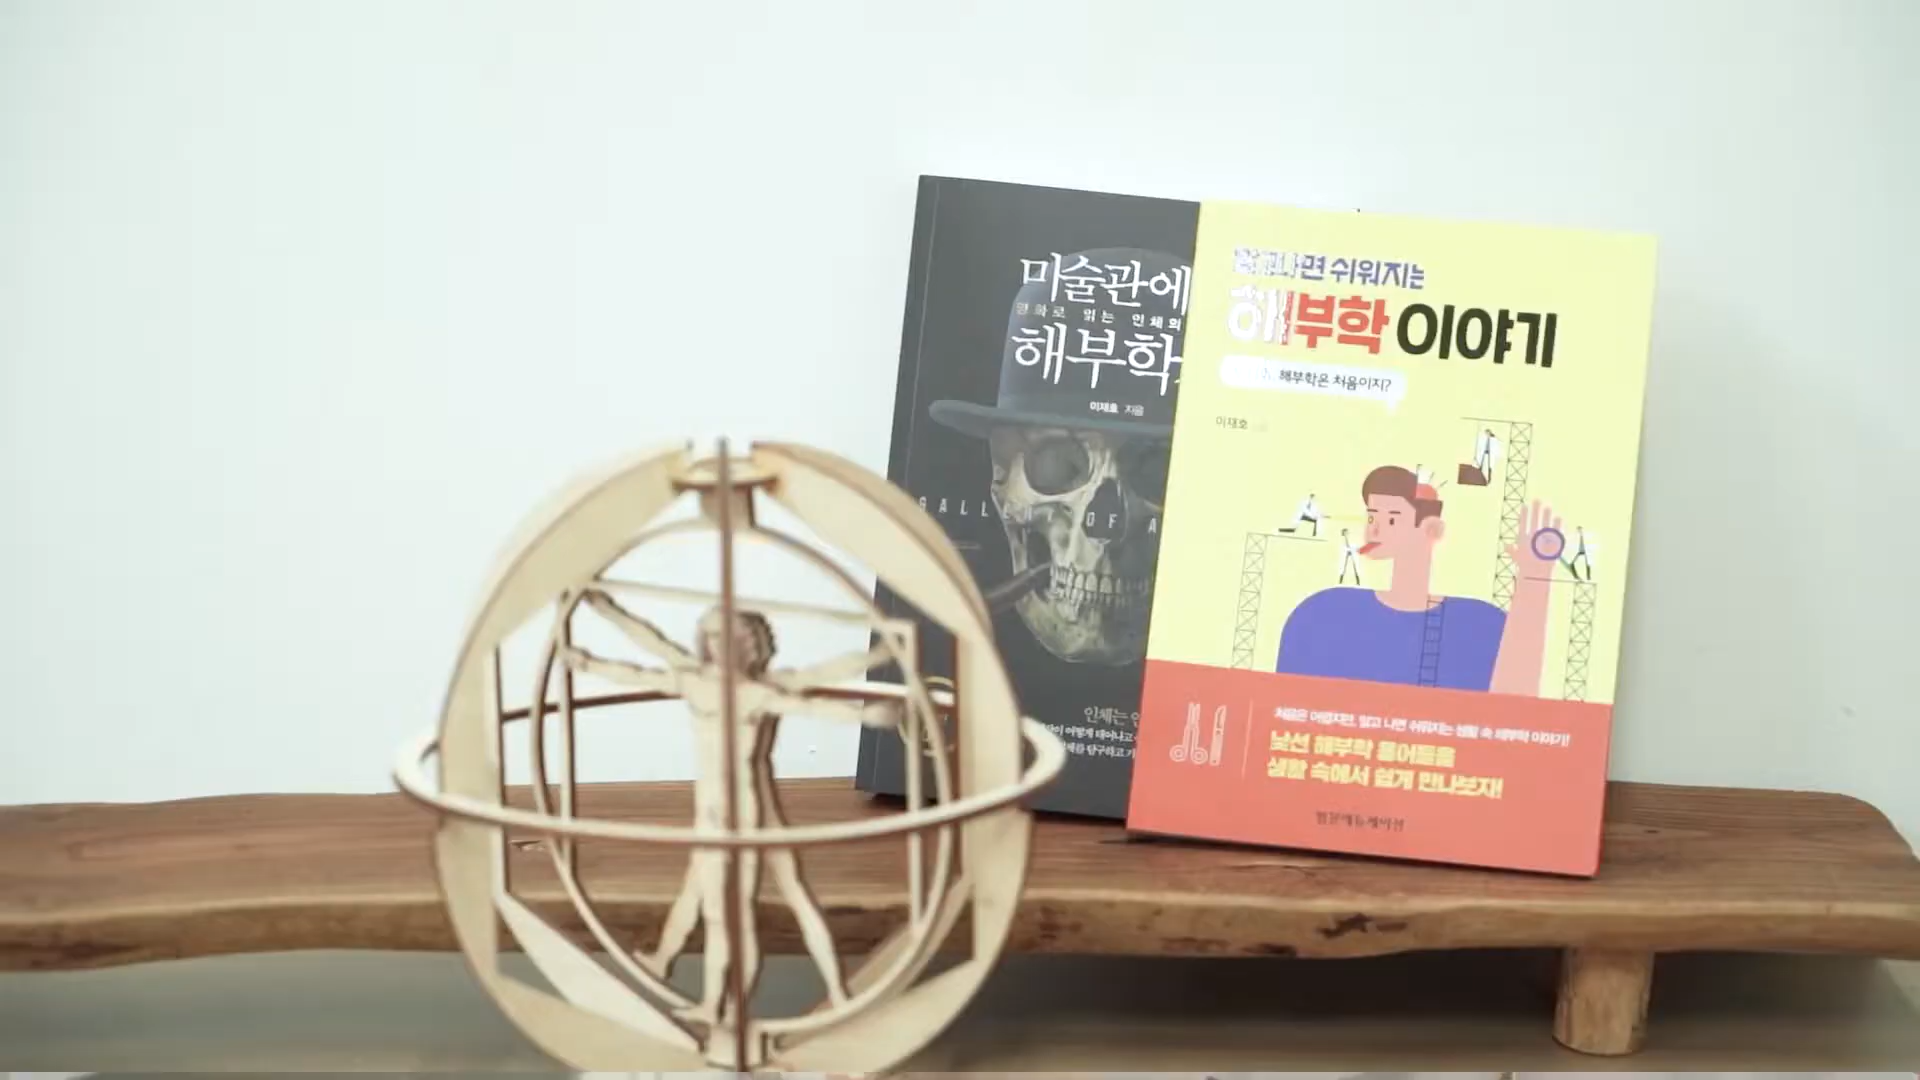 미술관에
명화로 읽는 인체의
해부학
이재호 지음
GALLERY OF A
인체는 인
나면 쉬워지는
해부학 이야기
해부학은 처음이지?
이재호
처음은 어렵지만, 알고 나면 쉬워지는 생활 속 해부학 이야기!
낯선 해부학 용어들을
생활 속에서 쉽게 만나보자!